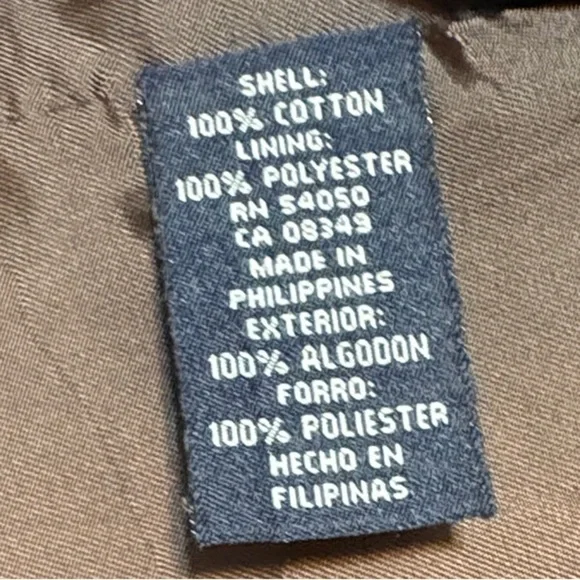 SHELL:
100% COTTON
LINING:
100% POLYESTER
RN 54050
CA 08349
MADE IN
PHILIPPINES
EXTERIOR:
100% ALGODON
FORRO:
100% POLIESTER
HECHO EN
FILIPINAS